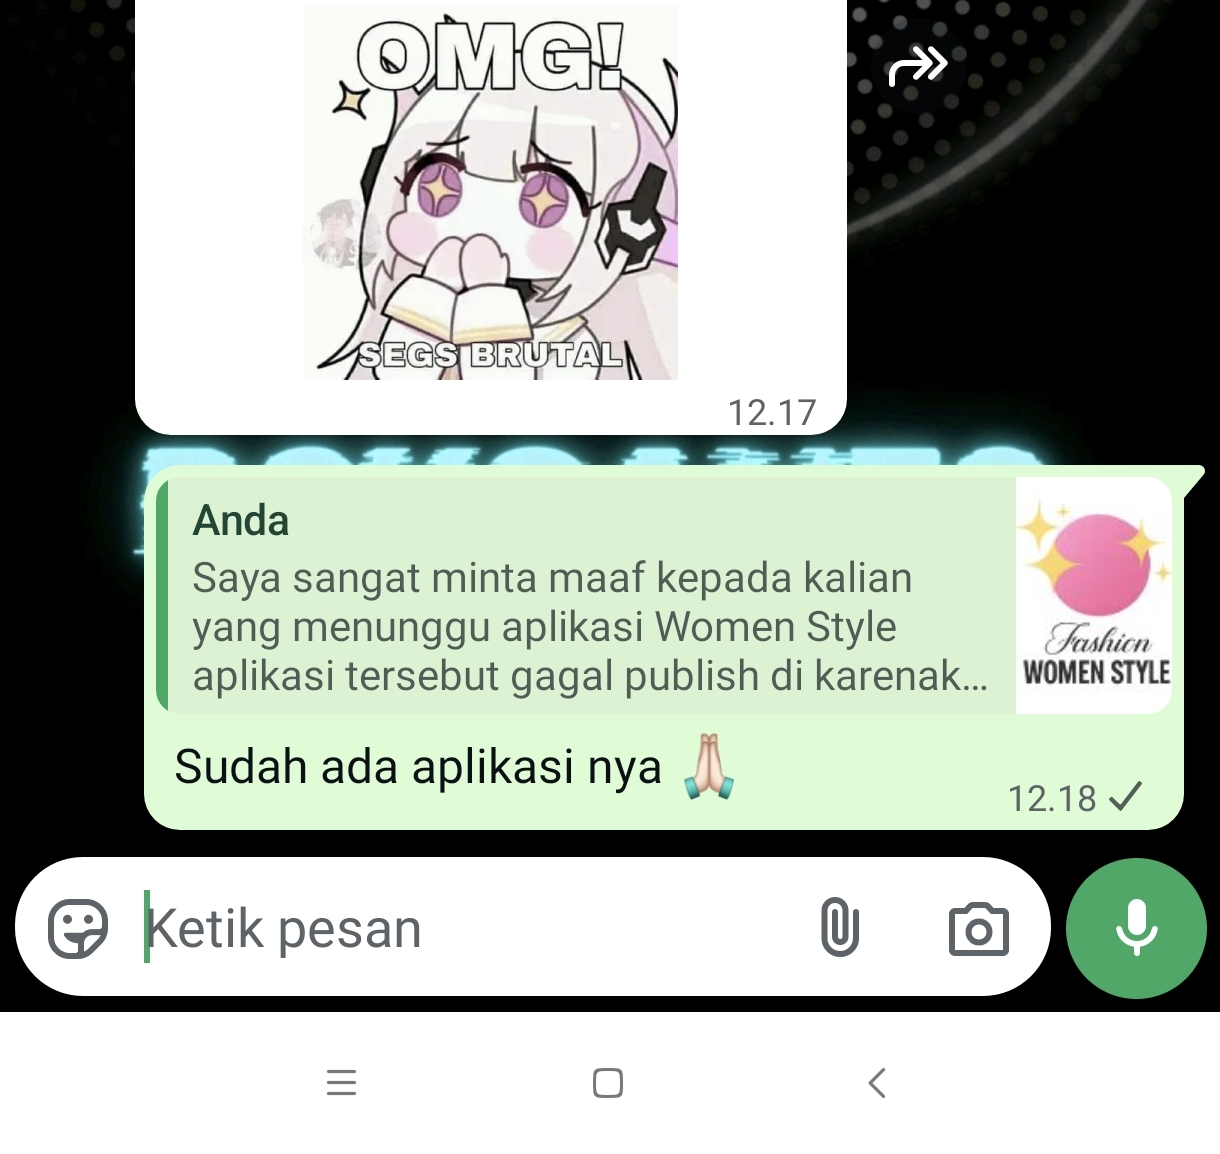 OMG!
SEGS BRUTAL
12.17
Anda
Saya sangat minta maaf kepada kalian
yang menunggu aplikasi Women Style
aplikasi tersebut gagal publish di karenak...
Fashion
WOMEN STYLE
Sudah ada aplikasi nya 🙏🏻
12.18
Ketik pesan